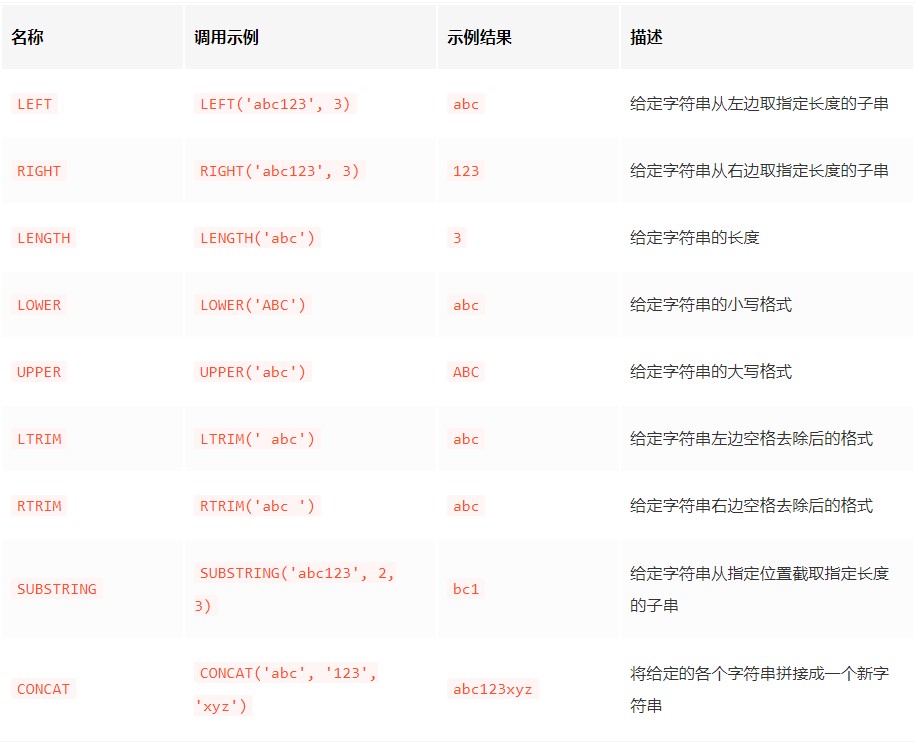 名称 调用示例 示例结果 描述
LEFT LEFT('abc123', 3) abc 给定字符串从左边取指定长度的子串
RIGHT RIGHT('abc123', 3) 123 给定字符串从右边取指定长度的子串
LENGTH LENGTH('abc') 3 给定字符串的长度
LOWER LOWER('ABC') abc 给定字符串的小写格式
UPPER UPPER('abc') ABC 给定字符串的大写格式
LTRIM LTRIM(' abc') abc 给定字符串左边空格去除后的格式
RTRIM RTRIM('abc ') abc 给定字符串右边空格去除后的格式
SUBSTRING
SUBSTRING('abc123', 2,
3)
bc1
给定字符串从指定位置截取指定长度
的子串
CONCAT
CONCAT('abc', '123',
'xyz')
abc123xyz
将给定的各个字符串拼接成一个新字
符串